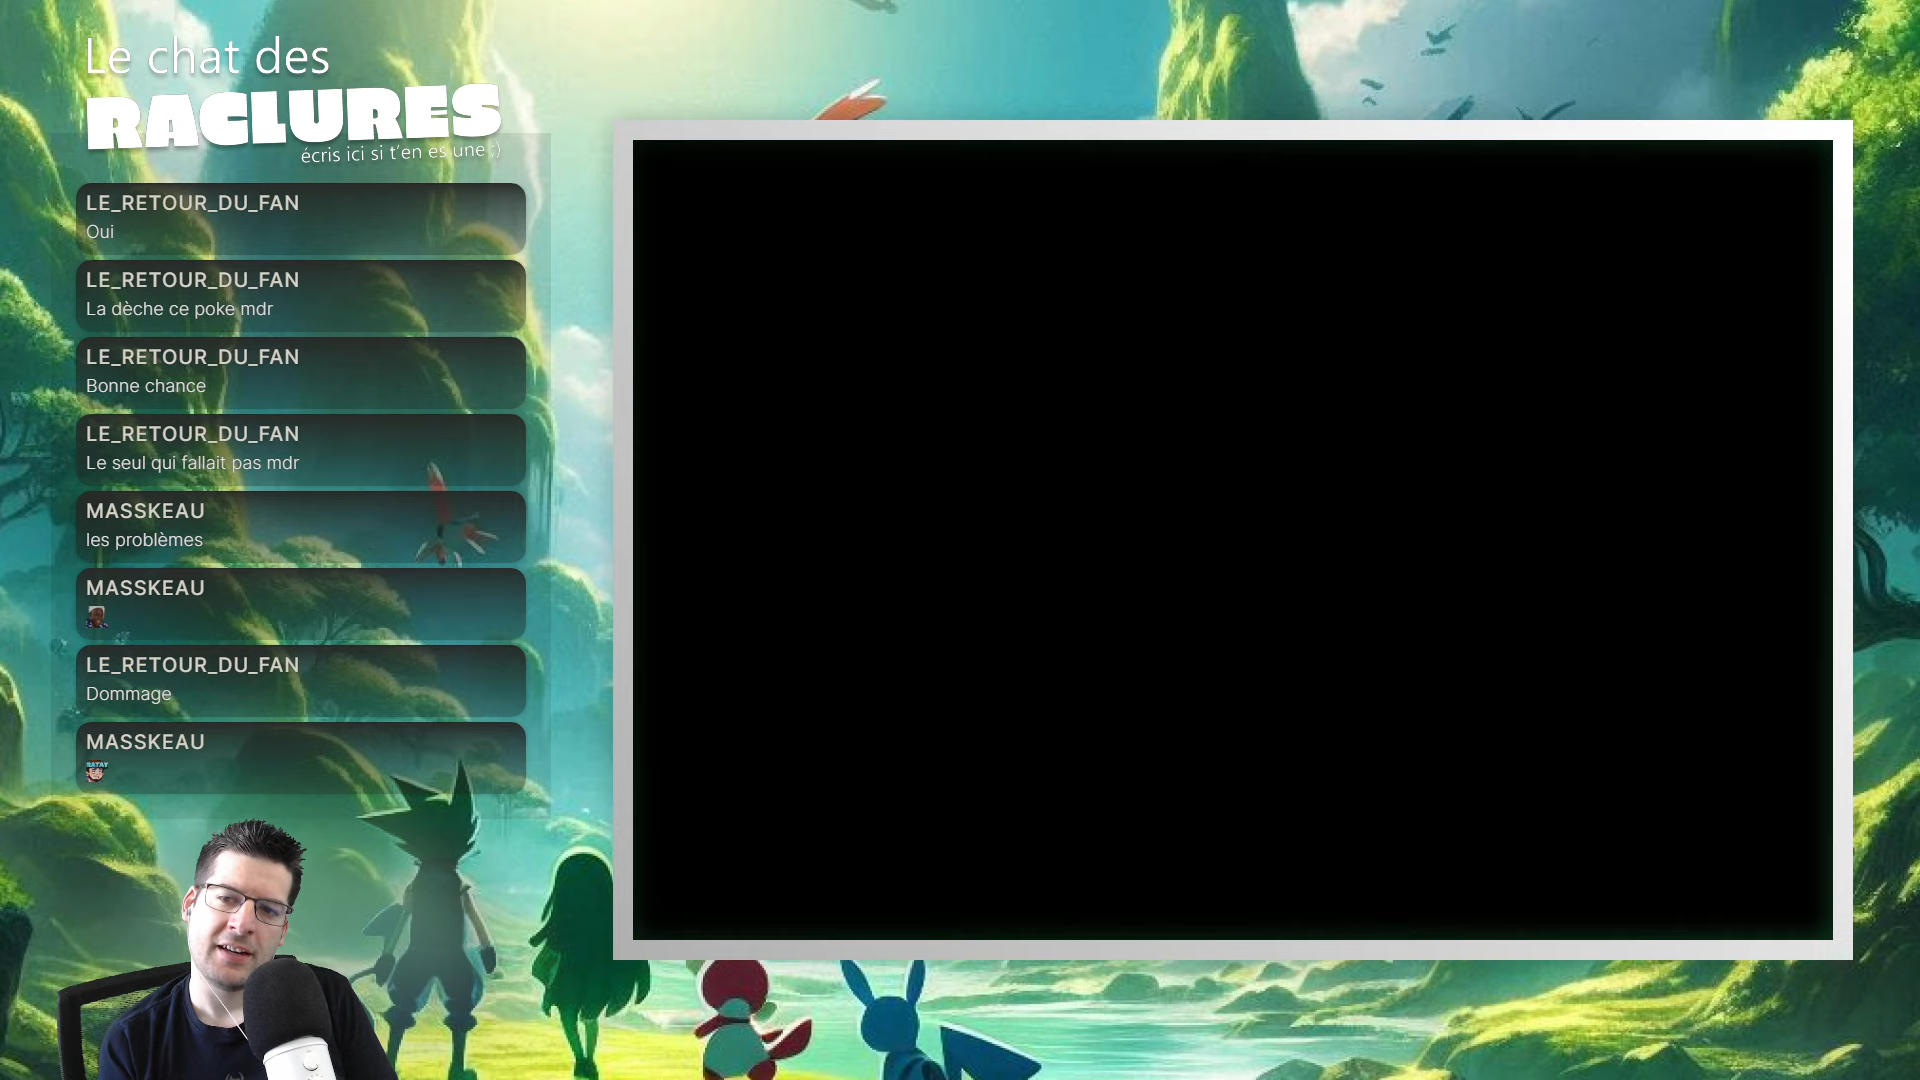 Le chat des
RACLURES
écris ici si t'en es une ;)
LE_RETOUR_DU_FAN
Oui
LE_RETOUR_DU_FAN
La dèche ce poke mdr
LE_RETOUR_DU_FAN
Bonne chance
LE_RETOUR_DU_FAN
Le seul qui fallait pas mdr
MASSKEAU
les problèmes
MASSKEAU
LE_RETOUR_DU_FAN
Dommage
MASSKEAU